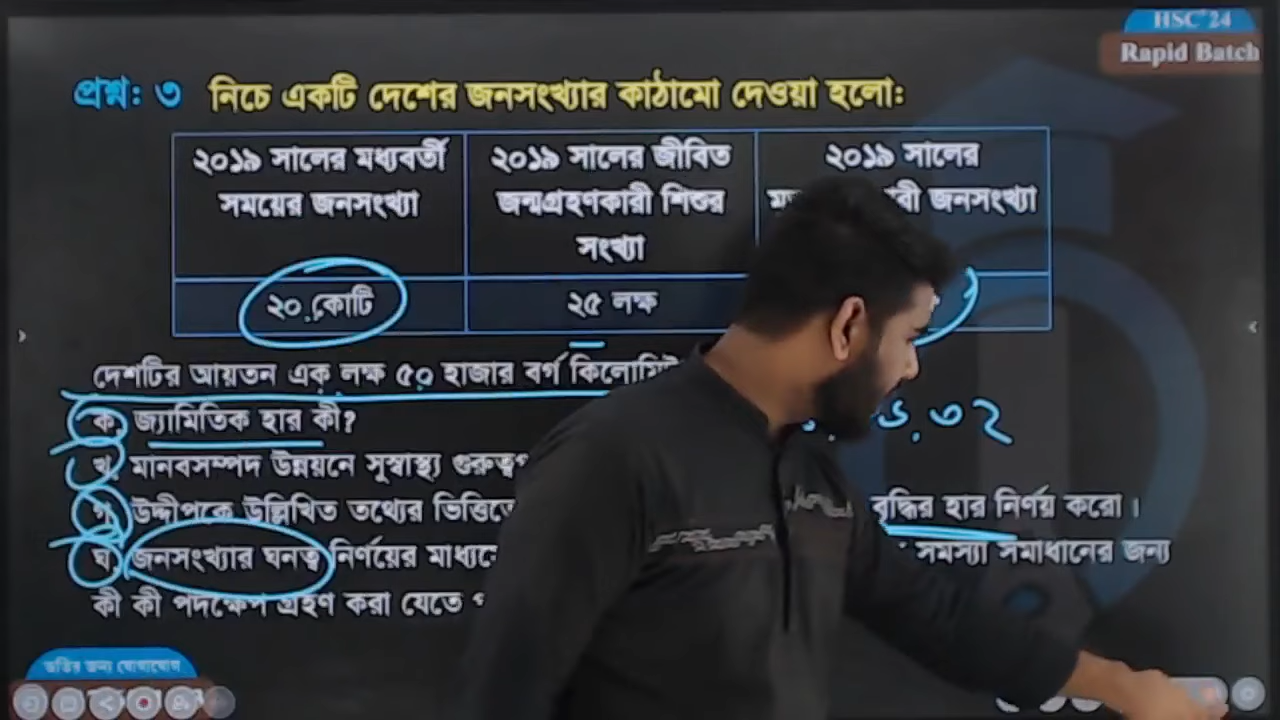 HSC'24
Rapid Batch
প্রশ্ন: ৩ নিচে একটি দেশের জনসংখ্যার কাঠামো দেওয়া হলো:
২০১৯ সালের মধ্যবর্তী ২০১৯ সালের জীবিত ২০১৯ সালের
সময়ের জনসংখ্যা জন্মগ্রহণকারী শিশুর জনসংখ্যা
সংখ্যা
২০ কোটি ২৫ লক্ষ
দেশটির আয়তন এক লক্ষ ৫০ হাজার বর্গ
ক. জ্যামিতিক হার কী?
খ. মানবসম্পদ উন্নয়নে সুস্বাস্থ্য
গ. উদ্দীপকে উল্লিখিত তথ্যের বৃদ্ধির হার নির্ণয় করো।
ঘ. জনসংখ্যার ঘনত্ব নির্ণয়ের সমস্যা সমাধানের জন্য
কী কী পদক্ষেপ গ্রহণ করা যেতে
ভর্তির জন্য যোগাযোগ